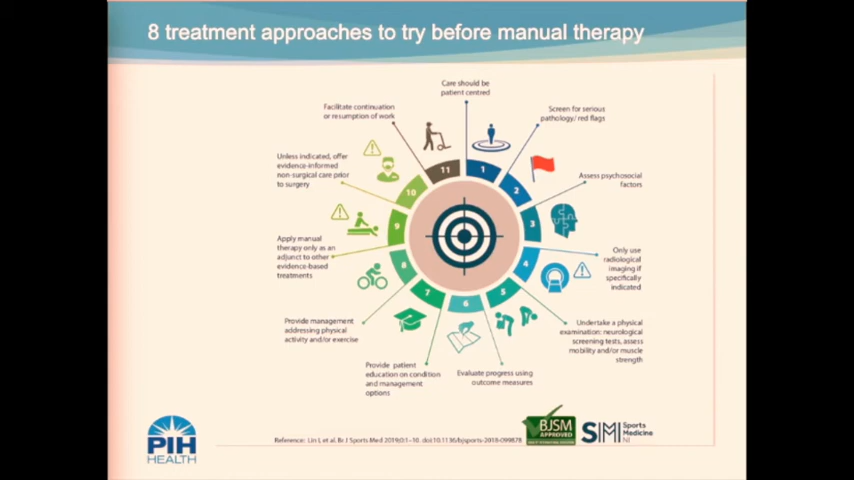 8 treatment approaches to try before manual therapy
Care should be
patient centred
Screen for serious
pathology/ red flags
Assess psychosocial
factors
Only use
radiological
imaging if
specifically
indicated
Undertake a physical
examination: neurological
screening tests, assess
mobility and/or muscle
strength
Evaluate progress using
outcome measures
Provide patient
education on condition
and management
options
Provide management
addressing physical
activity and/or exercise
Apply manual
therapy only as an
adjunct to other
evidence-based
treatments
Unless indicated, offer
evidence-informed
non-surgical care prior
to surgery
Facilitate continuation
or resumption of work
1
2
3
4
5
6
7
8
9
10
11
PIH
HEALTH
Reference: Lin I, et al. Br J Sports Med 2019;0:1–10. doi:10.1136/bjsports-2018-099878
BJSM
APPROVED
SIMI
Sports
Medicine
NI